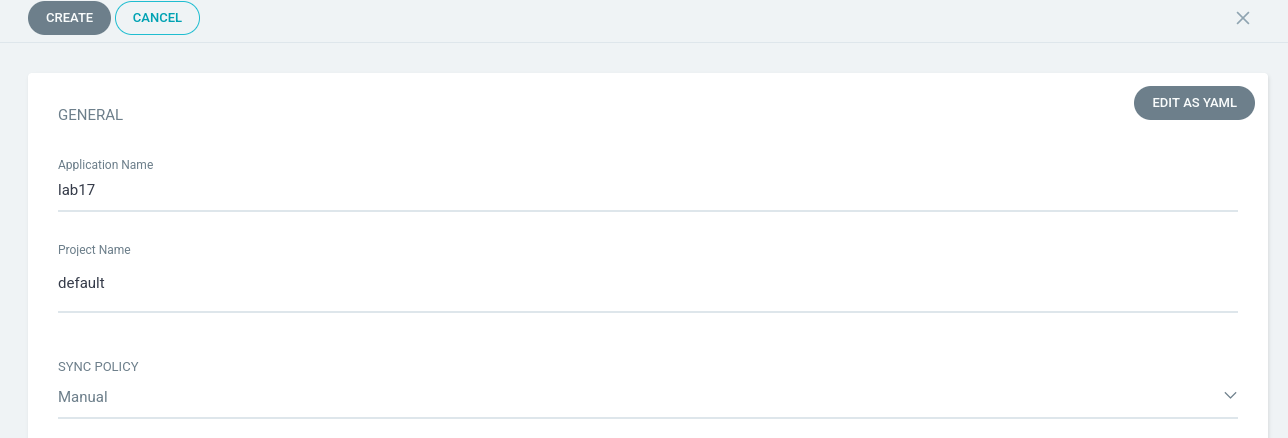 CREATE CANCEL
EDIT AS YAML
GENERAL
Application Name
lab17
Project Name
default
SYNC POLICY
Manual